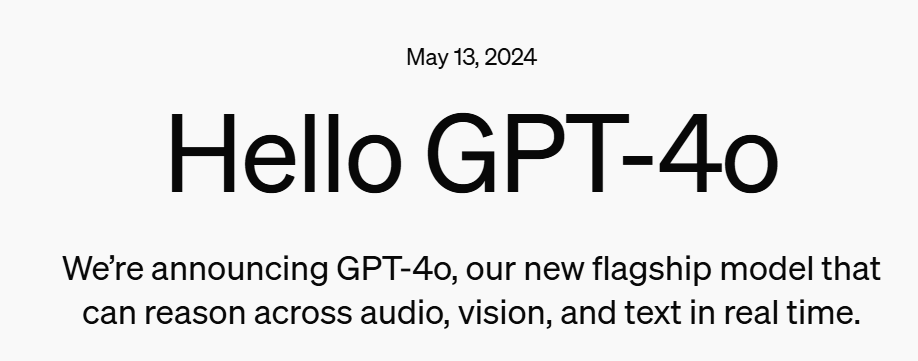 May 13, 2024
Hello GPT-4o
We’re announcing GPT-4o, our new flagship model that
can reason across audio, vision, and text in real time.